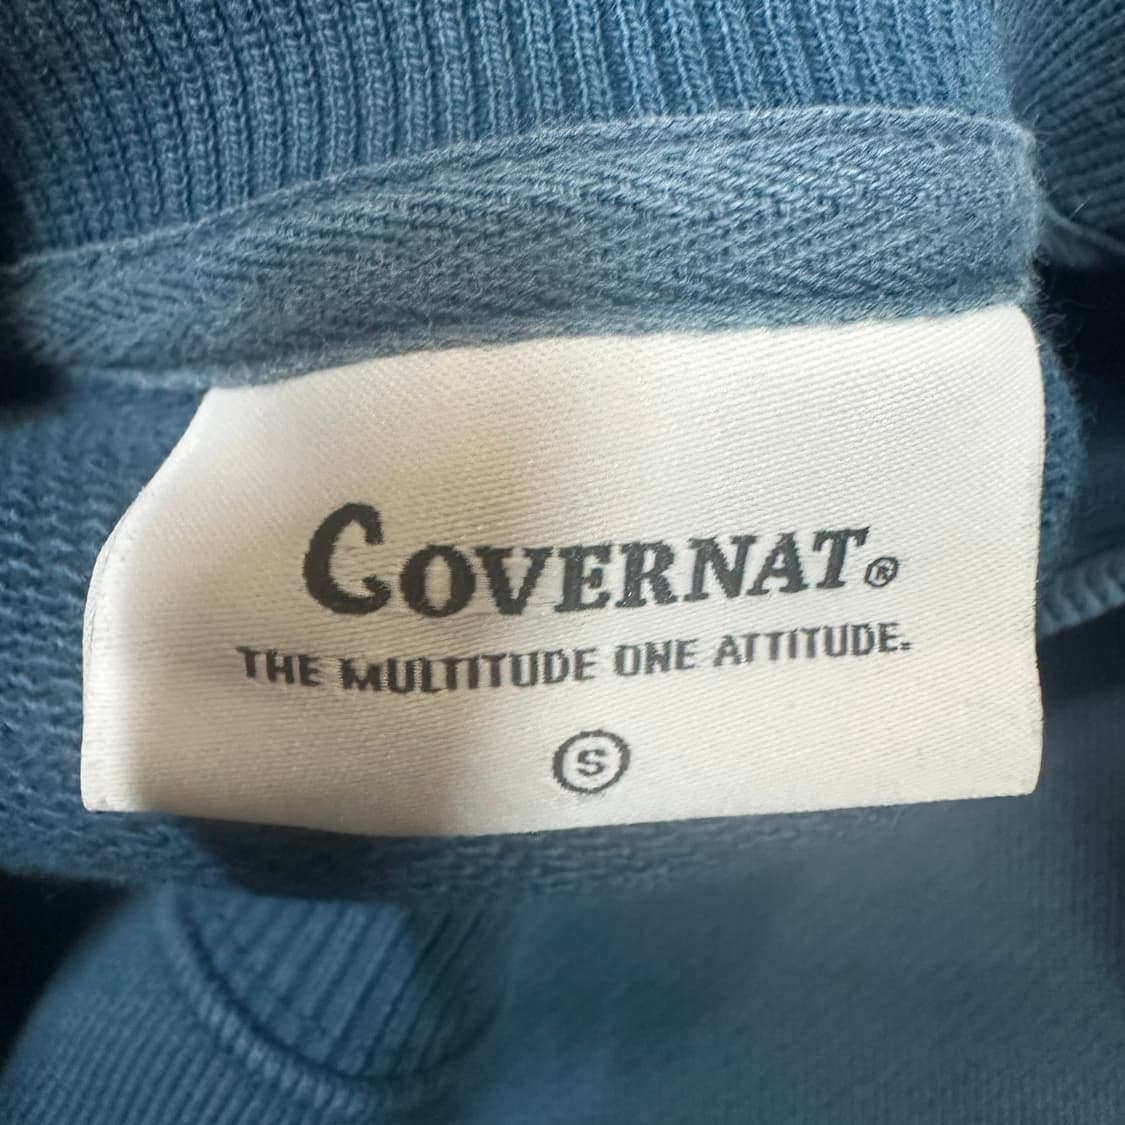 COVERNAT®
THE MULTITUDE ONE ATTITUDE.
S